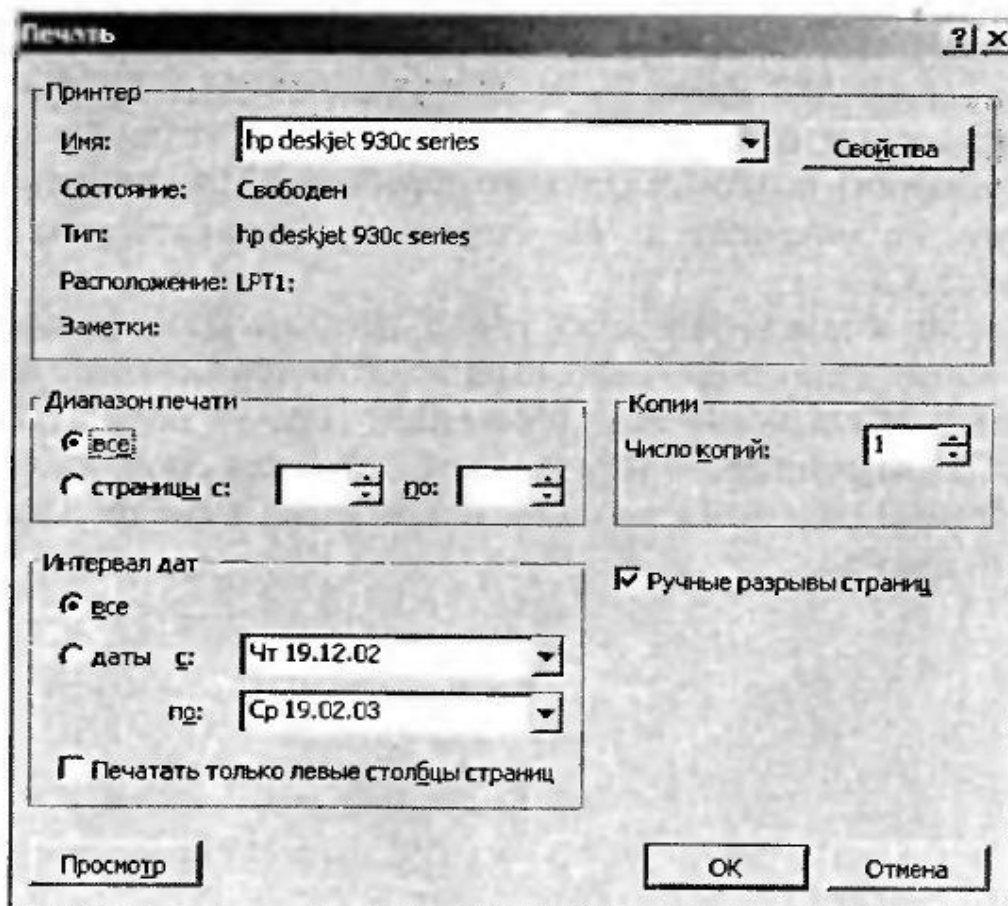 Печать
Принтер
Имя: hp deskjet 930c series Свойства
Состояние: Свободен
Тип: hp deskjet 930c series
Расположение: LPT1:
Заметки:
Диапазон печати
все
страницы с: по:
Копии
Число копий: 1
Интервал дат
все
даты с: Чт 19.12.02
по: Ср 19.02.03
Печатать только левые столбцы страниц
Ручные разрывы страниц
Просмотр ОК Отмена